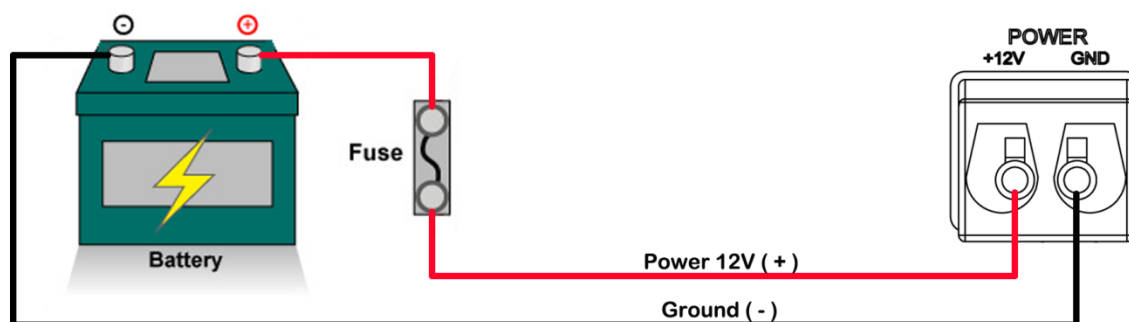 - +
POWER
+12V GND
Fuse
Battery
Power 12V ( + )
Ground ( - )